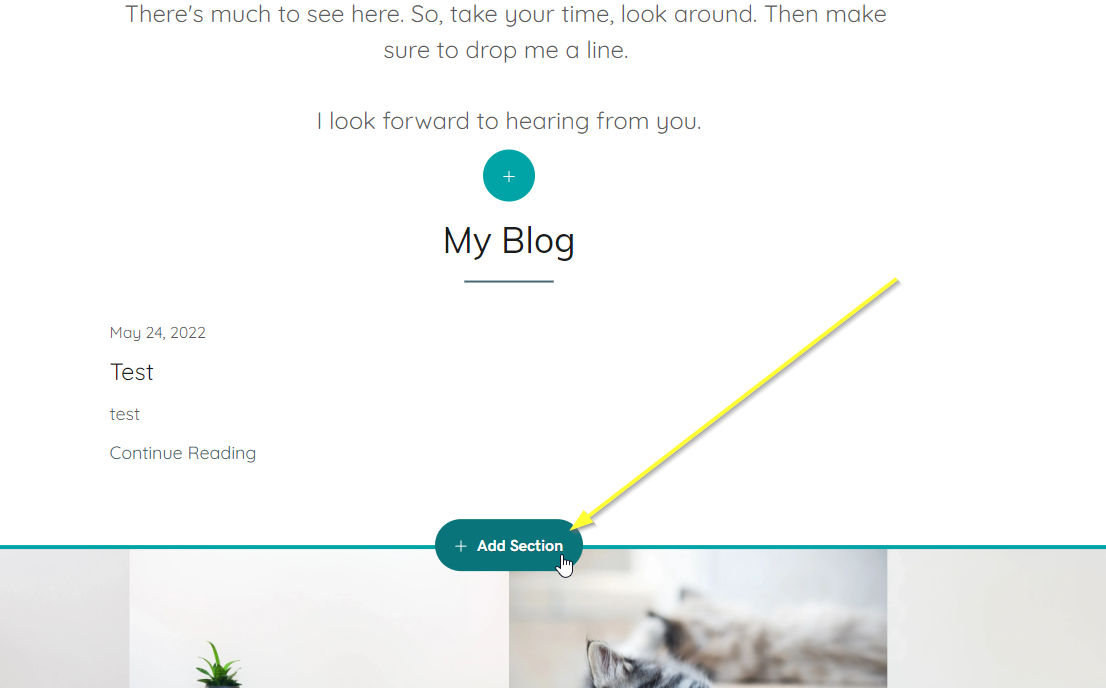 There's much to see here. So, take your time, look around. Then make
sure to drop me a line.
I look forward to hearing from you.
+
My Blog
May 24, 2022
Test
test
Continue Reading
+ Add Section